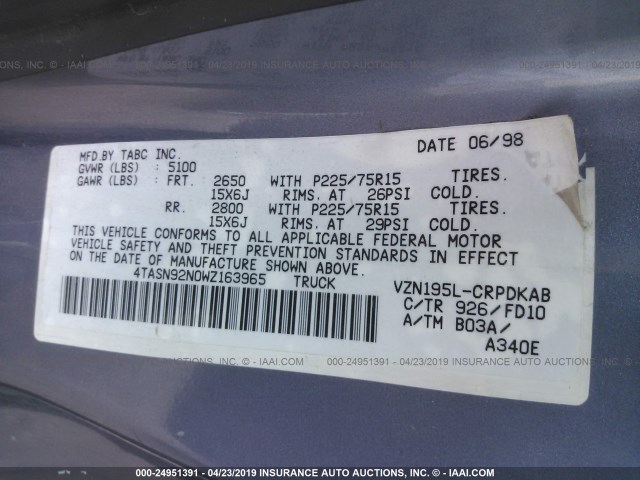 MFD.BY TABC INC. DATE 06/98
GVWR (LBS) : 5100
GAWR (LBS) : FRT. 2650 WITH P225/75R15 TIRES.
15X6J RIMS. AT 26PSI COLD.
RR. 2800 WITH P225/75R15 TIRES.
15X6J RIMS. AT 29PSI COLD.
THIS VEHICLE CONFORMS TO ALL APPLICABLE FEDERAL MOTOR
VEHICLE SAFETY AND THEFT PREVENTION STANDARDS IN EFFECT
ON THE DATE OF MANUFACTURE SHOWN ABOVE.
4TASN92N0WZ163965 TRUCK VZN195L-CRPDKAB
C/TR 926/FD10
A/TM B03A/
A340E
000-24951391 - 04/23/2019 INSURANCE AUTO AUCTIONS, INC. - IAAI.COM